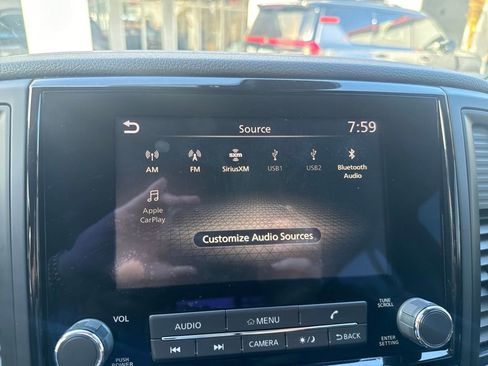 Source 7:59
AM FM SiriusXM USB1 USB2 Bluetooth Audio
sxm
Apple CarPlay
Customize Audio Sources
VOL
AUDIO MENU
TUNE SCROLL
CAMERA BACK
PUSH POWER
ENTER SETTING